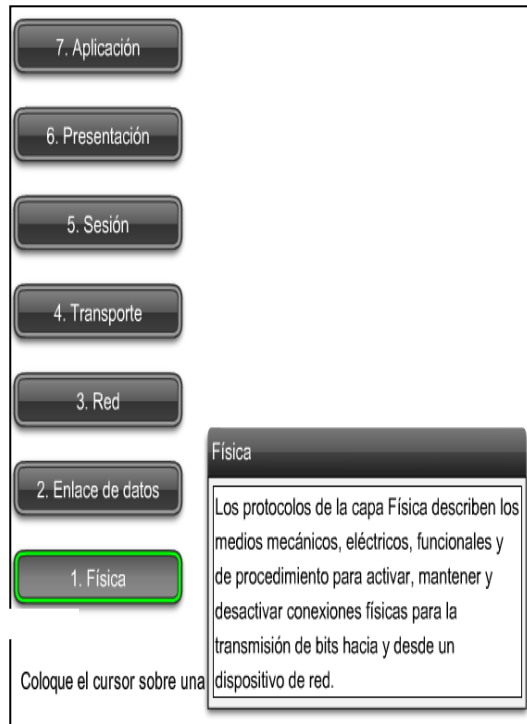 7. Aplicación
6. Presentación
5. Sesión
4. Transporte
3. Red
2. Enlace de datos
1. Física
Física
Los protocolos de la capa Física describen los
medios mecánicos, eléctricos, funcionales y
de procedimiento para activar, mantener y
desactivar conexiones físicas para la
transmisión de bits hacia y desde un
dispositivo de red.
Coloque el cursor sobre una